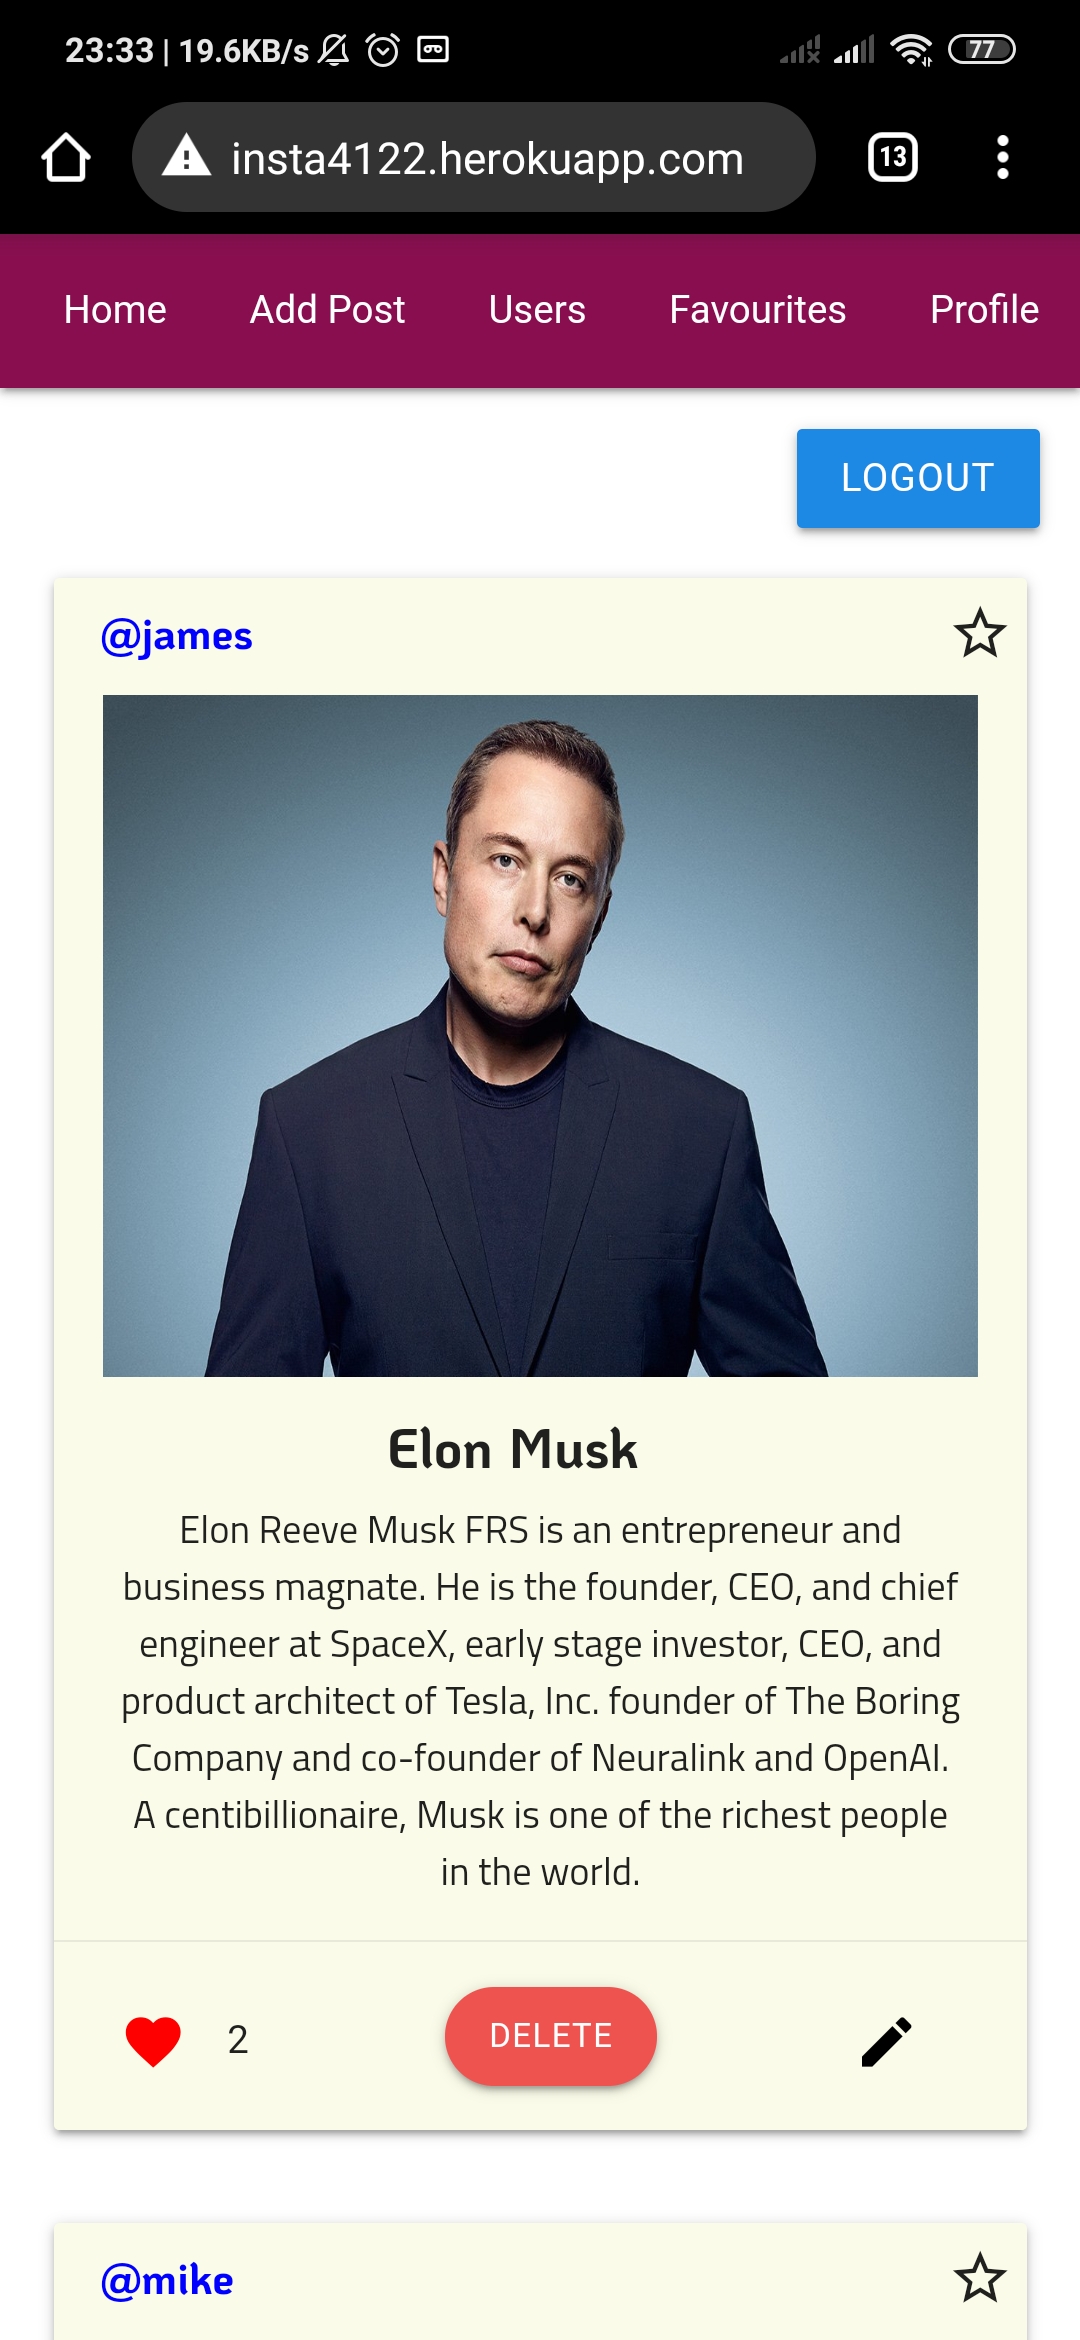 23:33 | 19.6KB/s
77
insta4122.herokuapp.com
13
Home Add Post Users Favourites Profile
LOGOUT
@james
Elon Musk
Elon Reeve Musk FRS is an entrepreneur and
business magnate. He is the founder, CEO, and chief
engineer at SpaceX, early stage investor, CEO, and
product architect of Tesla, Inc. founder of The Boring
Company and co-founder of Neuralink and OpenAI.
A centibillionaire, Musk is one of the richest people
in the world.
2
DELETE
@mike